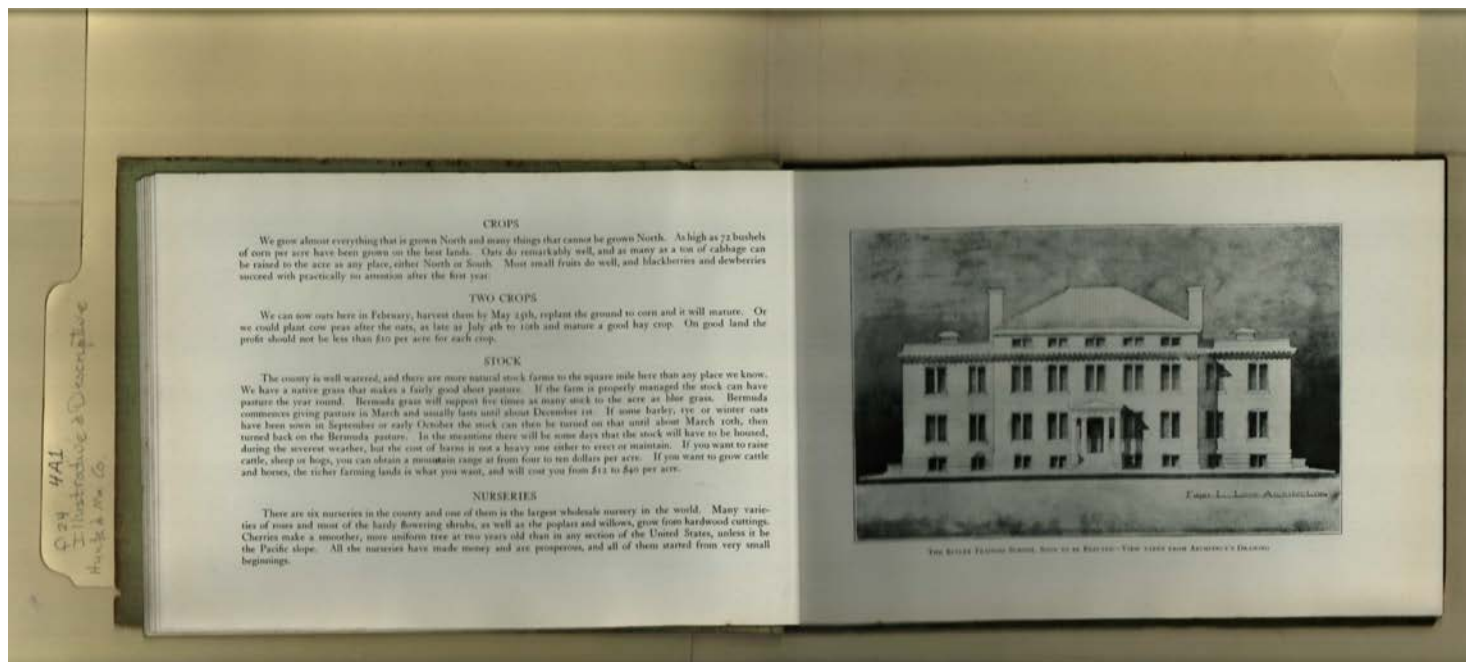 f 24 4A1
Illustrative & Descriptive
Hunts & Ma Co
CROPS
We grow almost everything that is grown North and many things that cannot be grown North. As high as 72 bushels
of corn per acre have been grown on the best lands. Oats do remarkably well, and as many as a ton of cabbage can
be raised to the acre as any place, either North or South. Most small fruits do well, and blackberries and dewberries
succeed with practically no attention after the first year.
TWO CROPS
We can sow oats here in February, harvest them by May 25th, replant the ground to corn and it will mature. Or
we could plant cow peas after the oats, as late as July 4th to 10th and mature a good hay crop. On good land the
profit should not be less than $10 per acre for each crop.
STOCK
The county is well watered, and there are more natural stock farms to the square mile here than any place we know.
We have a native grass that makes a fairly good short pasture. If the farm is properly managed the stock can have
pasture the year round. Bermuda grass will support five times as many stock to the acre as blue grass. Bermuda
commences giving pasture in March and usually lasts until about December 1st. If some barley, rye or winter oats
have been sown in September or early October the stock can then be turned on that until about March 10th, then
turned back on the Bermuda pasture. In the meantime there will be some days that the stock will have to be housed,
during the severest weather, but the cost of barns is not a heavy one either to erect or maintain. If you want to raise
cattle, sheep or hogs, you can obtain a mountain range at from four to ten dollars per acre. If you want to grow cattle
and horses, the richer farming lands is what you want, and will cost you from $12 to $40 per acre.
NURSERIES
There are six nurseries in the county and one of them is the largest wholesale nursery in the world. Many varie-
ties of roses and most of the hardy flowering shrubs, as well as the poplars and willows, grow from hardwood cuttings.
Cherries make a smoother, more uniform tree at two years old than in any section of the United States, unless it be
the Pacific slope. All the nurseries have made money and are prosperous, and all of them started from very small
beginnings.
Edgar L. Love Architect
THE BUTLER TRAINING SCHOOL, SOON TO BE ERECTED—VIEW TAKEN FROM ARCHITECT'S DRAWING